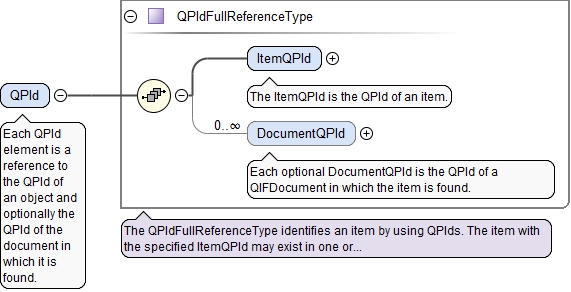 QPIdFullReferenceType
ItemQPId
The ItemQPId is the QPId of an item.
QPId
0..∞
DocumentQPId
Each QPId
element is a
reference to
the QPId of
an object and
optionally the
QPId of the
document in
which it is
found.
Each optional DocumentQPId is the QPId of a
QIFDocument in which the item is found.
The QPIdFullReferenceType identifies an item by using QPIds. The item with
the specified ItemQPId may exist in one or...